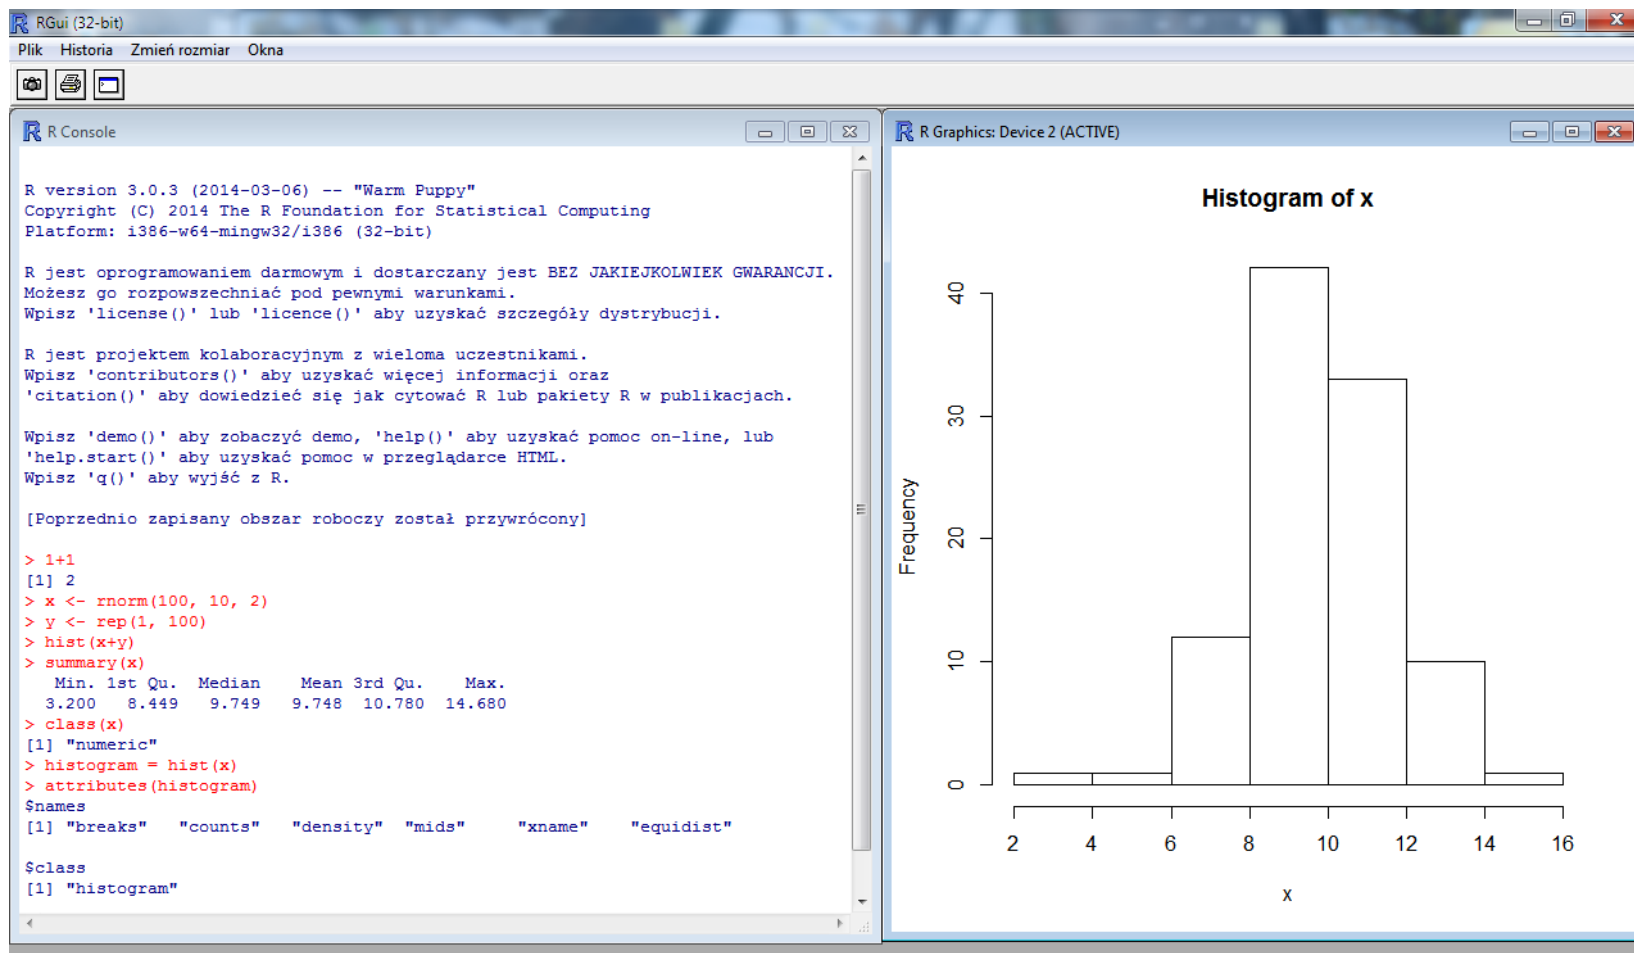 RGui (32-bit)
Plik Historia Zmień rozmiar Okna
R Console
R version 3.0.3 (2014-03-06) -- "Warm Puppy"
Copyright (C) 2014 The R Foundation for Statistical Computing
Platform: i386-w64-mingw32/i386 (32-bit)
R jest oprogramowaniem darmowym i dostarczany jest BEZ JAKIEJKOLWIEK GWARANCJI.
Możesz go rozpowszechniać pod pewnymi warunkami.
Wpisz 'license()' lub 'licence()' aby uzyskać szczegóły dystrybucji.
R jest projektem kolaboracyjnym z wieloma uczestnikami.
Wpisz 'contributors()' aby uzyskać więcej informacji oraz
'citation()' aby dowiedzieć się jak cytować R lub pakiety R w publikacjach.
Wpisz 'demo()' aby zobaczyć demo, 'help()' aby uzyskać pomoc on-line, lub
'help.start()' aby uzyskać pomoc w przeglądarce HTML.
Wpisz 'q()' aby wyjść z R.
[Poprzednio zapisany obszar roboczy został przywrócony]
> 1+1
[1] 2
> x <- rnorm(100, 10, 2)
> y <- rep(1, 100)
> hist(x+y)
> summary(x)
Min. 1st Qu. Median Mean 3rd Qu. Max.
3.200 8.449 9.749 9.748 10.780 14.680
> class(x)
[1] "numeric"
> histogram = hist(x)
> attributes(histogram)
$names
[1] "breaks" "counts" "density" "mids" "xname" "equidist"
$class
[1] "histogram"
R Graphics: Device 2 (ACTIVE)
Histogram of x
Frequency
40
30
20
10
0
2 4 6 8 10 12 14 16
x